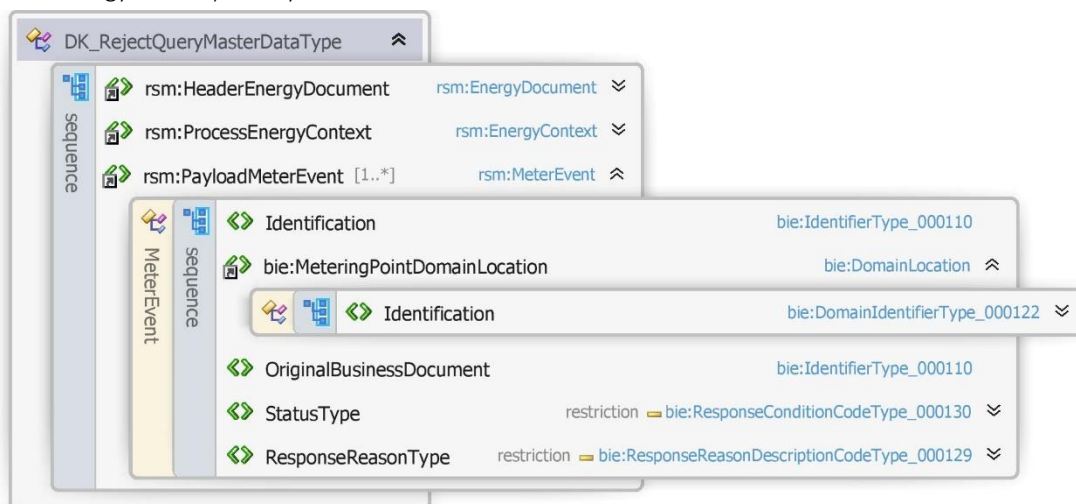 DK_RejectQueryMasterDataType
sequence
rsm:HeaderEnergyDocument rsm:EnergyDocument
rsm:ProcessEnergyContext rsm:EnergyContext
rsm:PayloadMeterEvent [1..*] rsm:MeterEvent
MeterEvent
sequence
Identification bie:IdentifierType_000110
bie:MeteringPointDomainLocation bie:DomainLocation
Identification bie:DomainIdentifierType_000122
OriginalBusinessDocument bie:IdentifierType_000110
StatusType restriction bie:ResponseConditionCodeType_000130
ResponseReasonType restriction bie:ResponseReasonDescriptionCodeType_000129